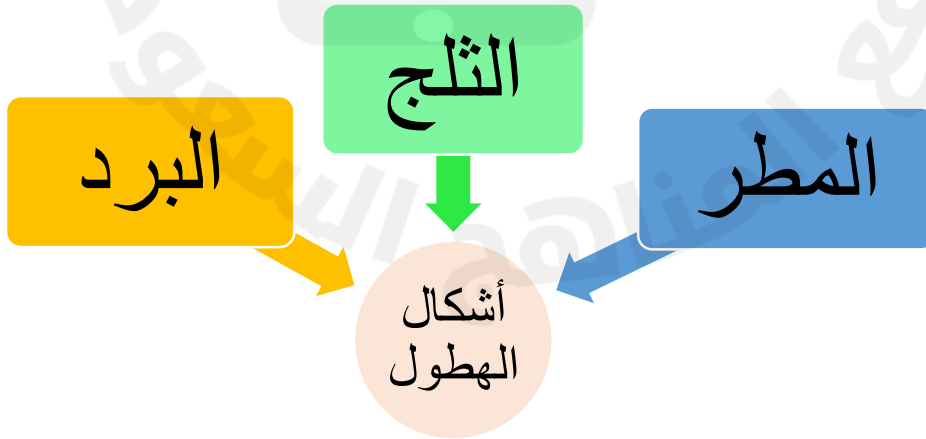 الثلج
المطر
البرد
أشكال
الهطول